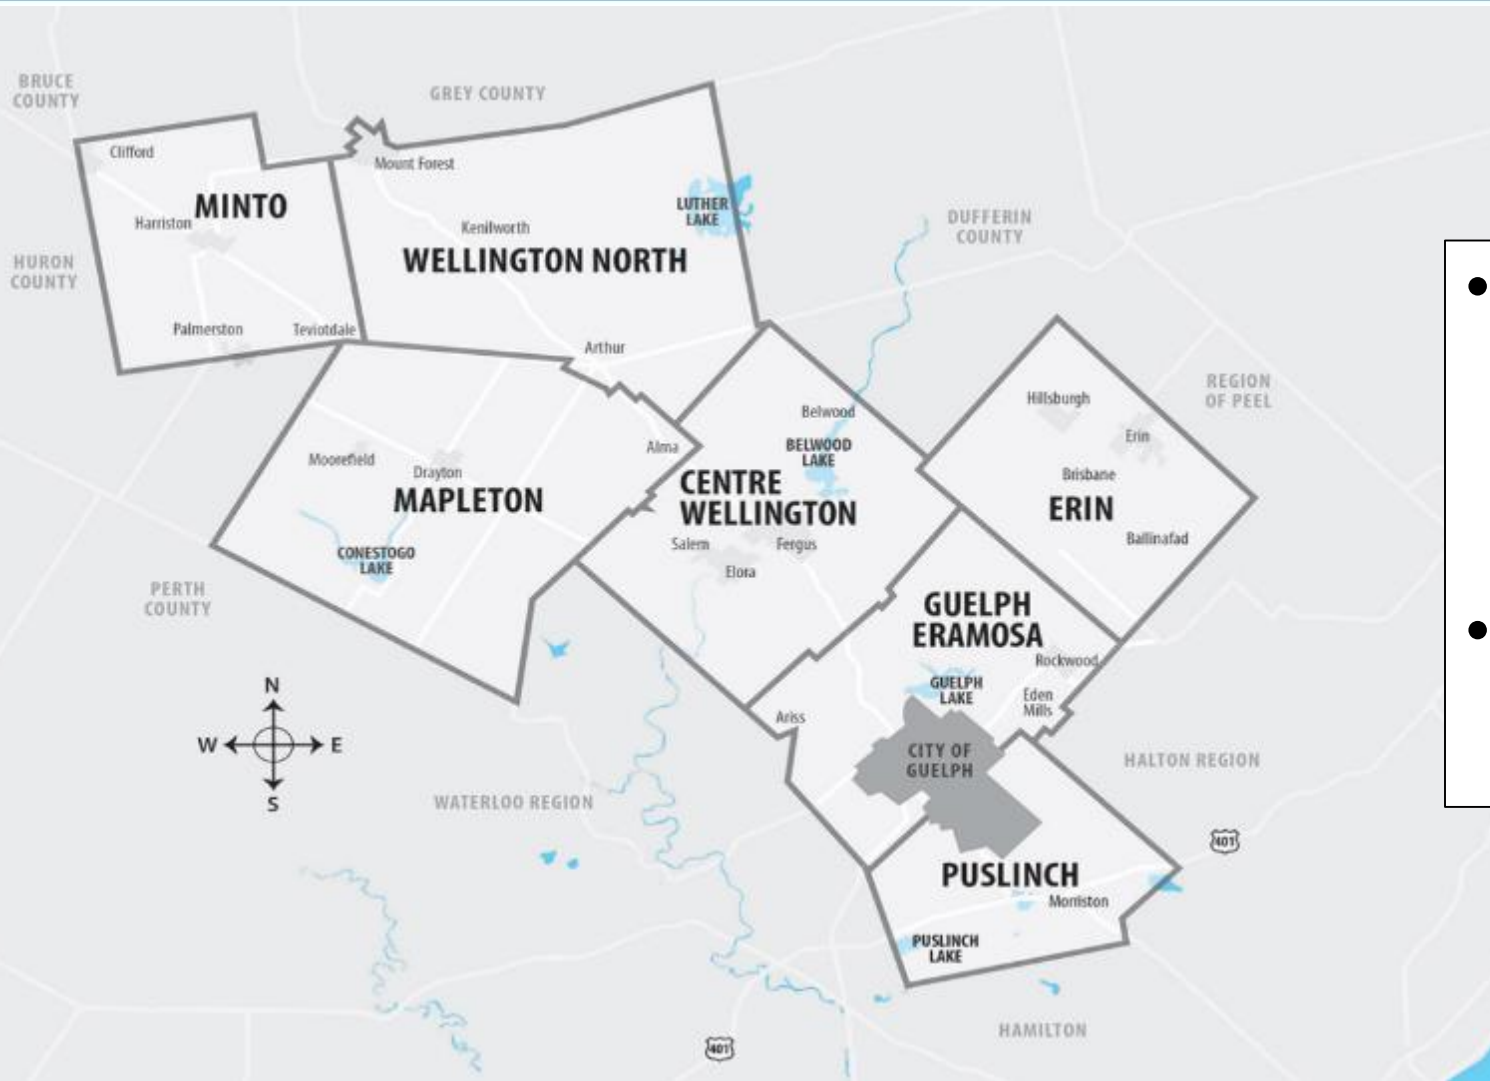 BRUCE
COUNTY
GREY COUNTY
Clifford
Mount Forest
MINTO
Harriston
LUTHER
LAKE
Kenilworth
DUFFERIN
COUNTY
WELLINGTON NORTH
HURON
COUNTY
Palmerston
Teviotdale
Arthur
REGION
OF PEEL
Hillsburgh
Belwood
Erin
BELWOOD
LAKE
Alma
Moorefield
Drayton
Brisbane
CENTRE
WELLINGTON
MAPLETON
ERIN
Ballinafad
Salem
Fergus
Elora
CONESTOGO
LAKE
PERTH
COUNTY
GUELPH
ERAMOSA
Rockwood
GUELPH
LAKE
Eden
Mills
Ariss
N
W
E
S
CITY OF
GUELPH
HALTON REGION
WATERLOO REGION
401
PUSLINCH
Morriston
PUSLINCH
LAKE
HAMILTON
401